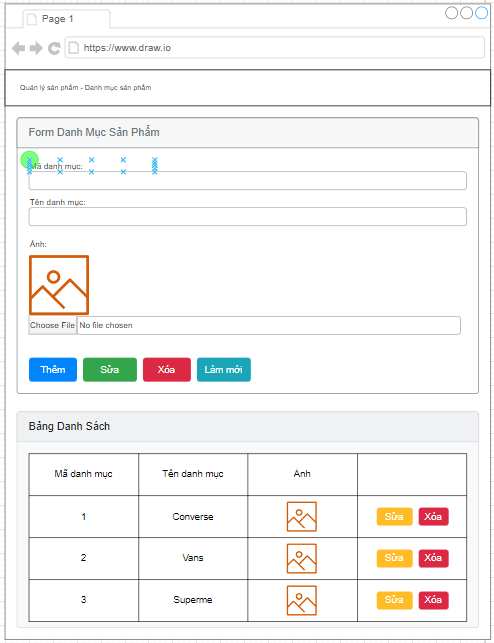 Page 1
https://www.draw.io
Quản lý sản phẩm - Danh mục sản phẩm
Form Danh Mục Sản Phẩm
Mã danh mục:
Tên danh mục:
Ảnh:
Choose File No file chosen
Thêm Sửa Xóa Làm mới
Bảng Danh Sách
Mã danh mục Tên danh mục Anh
1 Converse Sửa Xóa
2 Vans Sửa Xóa
3 Superme Sửa Xóa